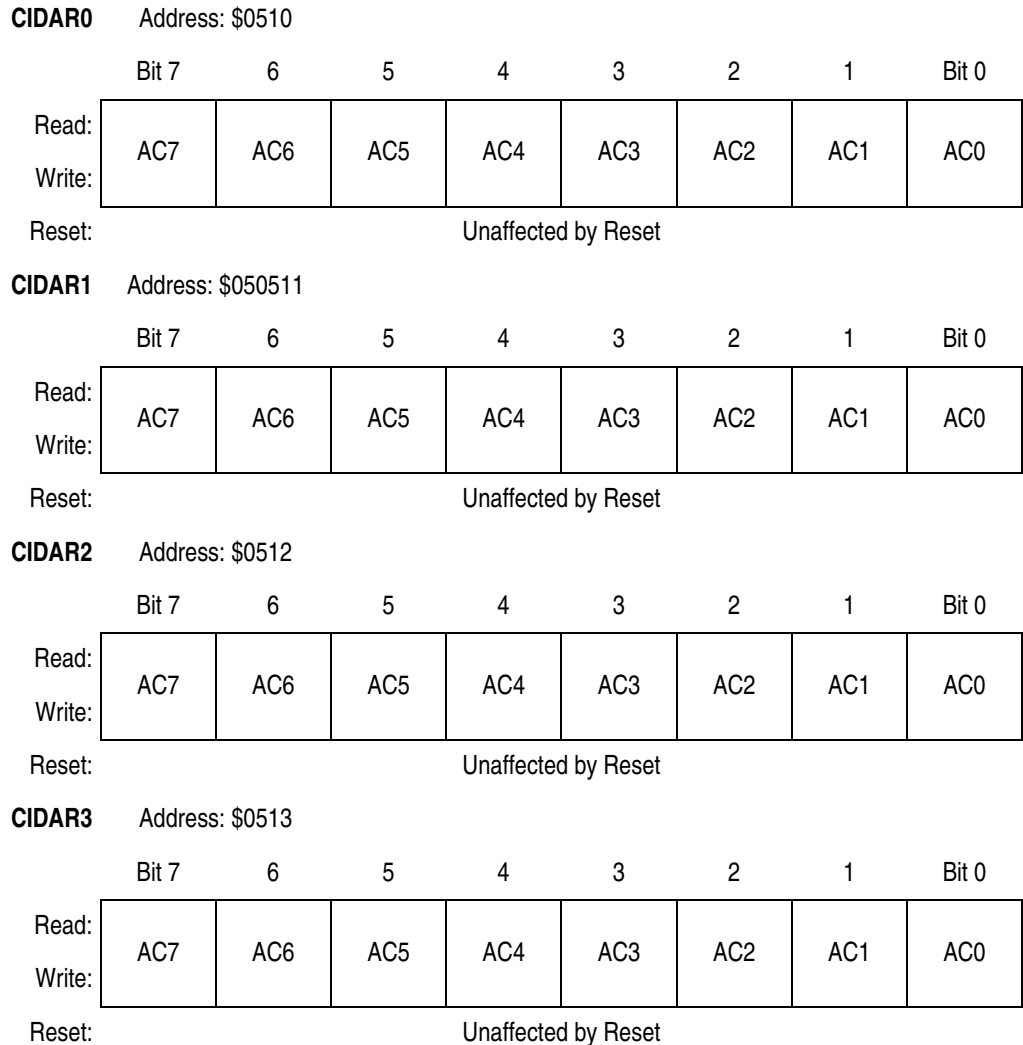 CIDAR0 Address: $0510
Bit 7 6 5 4 3 2 1 Bit 0
Read:
AC7 AC6 AC5 AC4 AC3 AC2 AC1 AC0
Write:
Reset: Unaffected by Reset
CIDAR1 Address: $050511
Bit 7 6 5 4 3 2 1 Bit 0
Read:
AC7 AC6 AC5 AC4 AC3 AC2 AC1 AC0
Write:
Reset: Unaffected by Reset
CIDAR2 Address: $0512
Bit 7 6 5 4 3 2 1 Bit 0
Read:
AC7 AC6 AC5 AC4 AC3 AC2 AC1 AC0
Write:
Reset: Unaffected by Reset
CIDAR3 Address: $0513
Bit 7 6 5 4 3 2 1 Bit 0
Read:
AC7 AC6 AC5 AC4 AC3 AC2 AC1 AC0
Write:
Reset: Unaffected by Reset